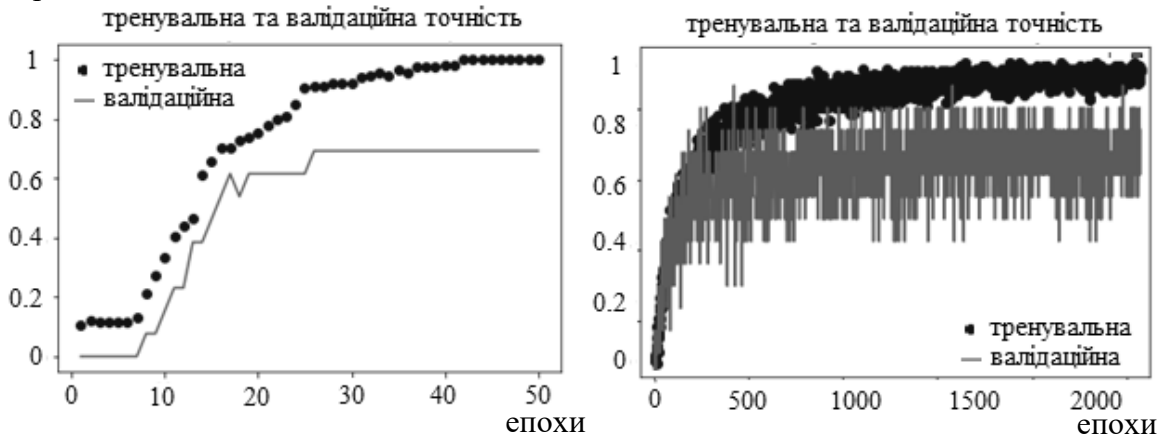 тренувальна та валідаційна точність
1
0.8
0.6
0.4
0.2
0
тренувальна
валідаційна
0
10
20
30
40
50
епохи
тренувальна та валідаційна точність
1
0.8
0.6
0.4
0.2
0
тренувальна
валідаційна
0
500
1000
1500
2000
епохи